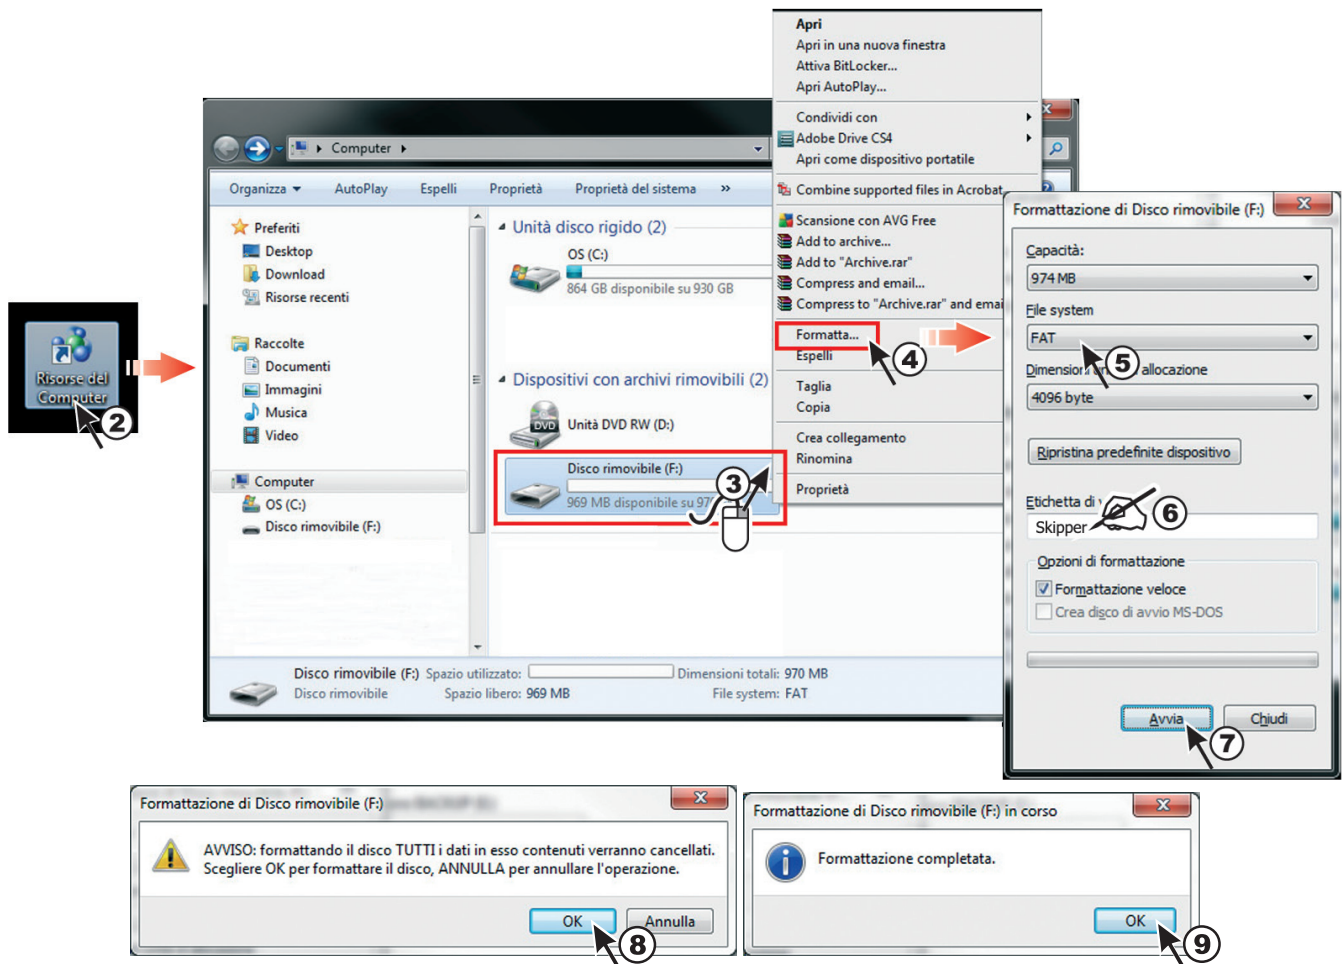 Risorse del
Computer
2
Computer
Organizza
AutoPlay
Espelli
Proprietà
Proprietà del sistema
»
Preferiti
Desktop
Download
Risorse recenti
Raccolte
Documenti
Immagini
Musica
Video
Computer
OS (C:)
Disco rimovibile (F:)
Unità disco rigido (2)
OS (C:)
864 GB disponibile su 930 GB
Dispositivi con archivi rimovibili (2)
DVD
Unità DVD RW (D:)
Disco rimovibile (F:)
969 MB disponibile su
3
Disco rimovibile (F:) Spazio utilizzato: Dimensioni totali: 970 MB
Disco rimovibile Spazio libero: 969 MB File system: FAT
Apri
Apri in una nuova finestra
Attiva BitLocker...
Apri AutoPlay...
Condividi con
Adobe Drive CS4
Apri come dispositivo portatile
Combine supported files in Acrobat...
Scansione con AVG Free
Add to archive...
Add to "Archive.rar"
Compress and email...
Compress to "Archive.rar" and emai
Formatta...
4
Espelli
Taglia
Copia
Crea collegamento
Rinomina
Proprietà
Formattazione di Disco rimovibile (F:)
Capacità:
974 MB
File system
FAT
5
Dimensioni allocazione
4096 byte
Ripristina predefinite dispositivo
Etichetta di
6
Skipper
Opzioni di formattazione
Formattazione veloce
Crea disco di avvio MS-DOS
Avvia
Chiudi
7
Formattazione di Disco rimovibile (F:)
AVVISO: formattando il disco TUTTI i dati in esso contenuti verranno cancellati.
Scegliere OK per formattare il disco, ANNULLA per annullare l'operazione.
OK
Annulla
8
Formattazione di Disco rimovibile (F:) in corso
Formattazione completata.
OK
9